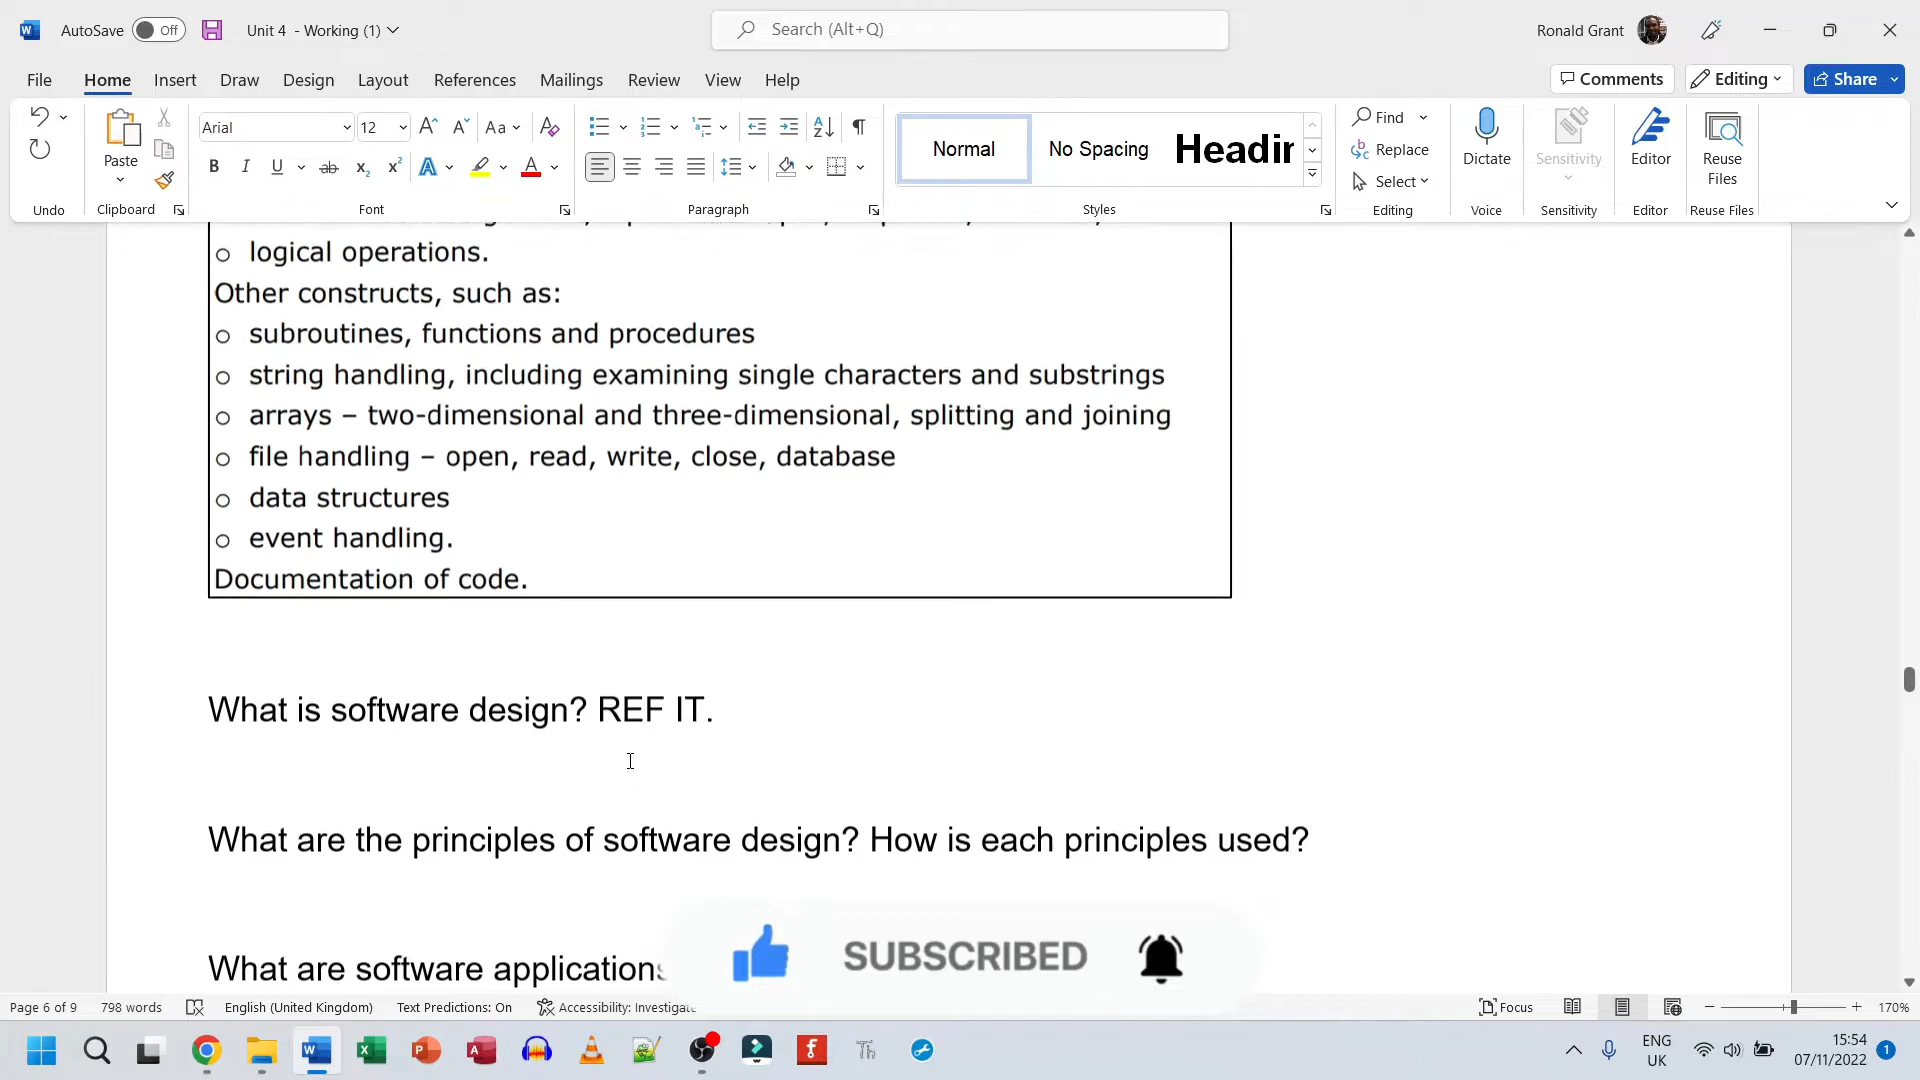 AutoSave Off Unit 4 - Working (1) Search (Alt+Q) Ronald Grant
File Home Insert Draw Design Layout References Mailings Review View Help Comments Editing Share
Arial 12 Aa
Paste
B I U ab x₂ x² A A
Normal No Spacing Headin
Find
Replace
Select
Dictate Sensitivity Editor Reuse Files
Undo Clipboard Font Paragraph Styles Editing Voice Sensitivity Editor Reuse Files
o logical operations.
Other constructs, such as:
o subroutines, functions and procedures
o string handling, including examining single characters and substrings
o arrays – two-dimensional and three-dimensional, splitting and joining
o file handling – open, read, write, close, database
o data structures
o event handling.
Documentation of code.
What is software design? REF IT.
What are the principles of software design? How is each principles used?
What are software applications
SUBSCRIBED
Page 6 of 9 798 words English (United Kingdom) Text Predictions: On Accessibility: Investigate Focus 170%
ENG 15:54
UK 07/11/2022 1